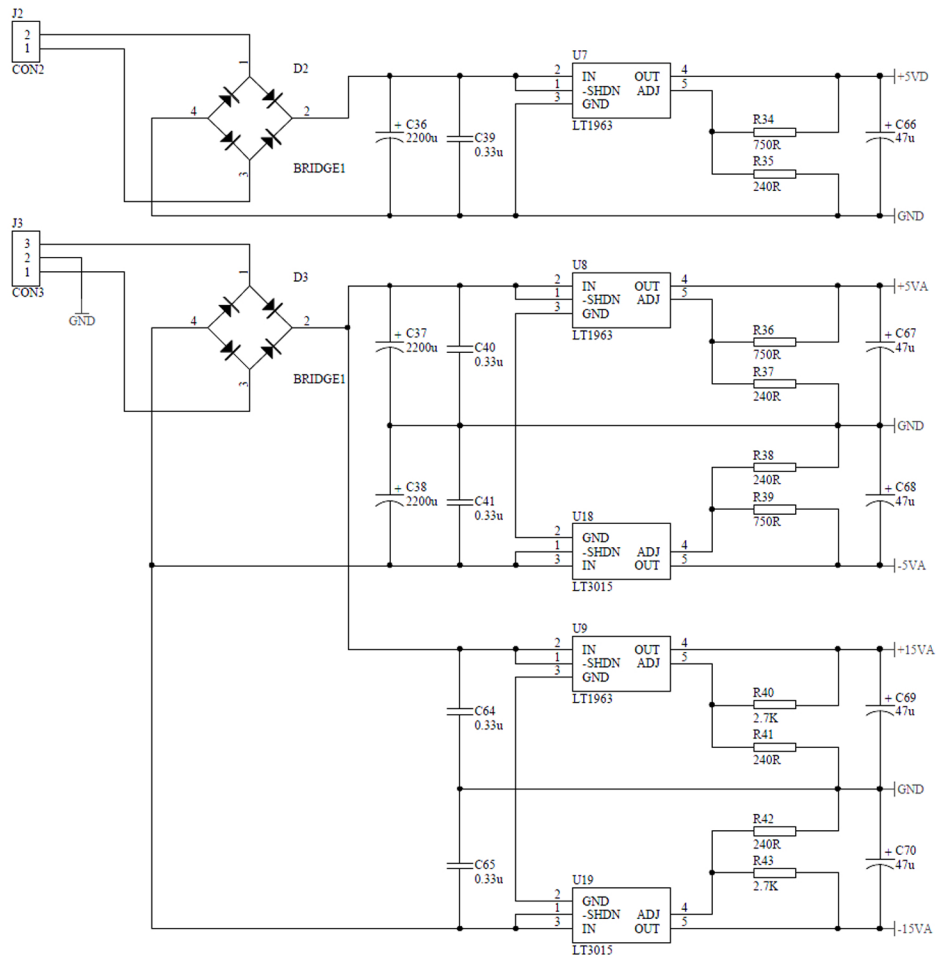 J2
2
1
CON2
1
D2
4
2
3
BRIDGE1
+ C36
2200u
C39
0.33u
U7
2 IN OUT 4
1 -SHDN ADJ 5
3 GND
LT1963
R34
750R
R35
240R
+5VD
+ C66
47u
GND
J3
3
2
1
CON3
GND
1
D3
4
2
3
BRIDGE1
+ C37
2200u
C40
0.33u
U8
2 IN OUT 4
1 -SHDN ADJ 5
3 GND
LT1963
R36
750R
R37
240R
+5VA
+ C67
47u
GND
+ C38
2200u
C41
0.33u
U18
2 GND
1 -SHDN ADJ 4
3 IN OUT 5
LT3015
R38
240R
R39
750R
+ C68
47u
-5VA
U9
2 IN OUT 4
1 -SHDN ADJ 5
3 GND
LT1963
C64
0.33u
R40
2.7K
R41
240R
+15VA
+ C69
47u
GND
C65
0.33u
U19
2 GND
1 -SHDN ADJ 4
3 IN OUT 5
LT3015
R42
240R
R43
2.7K
+ C70
47u
-15VA